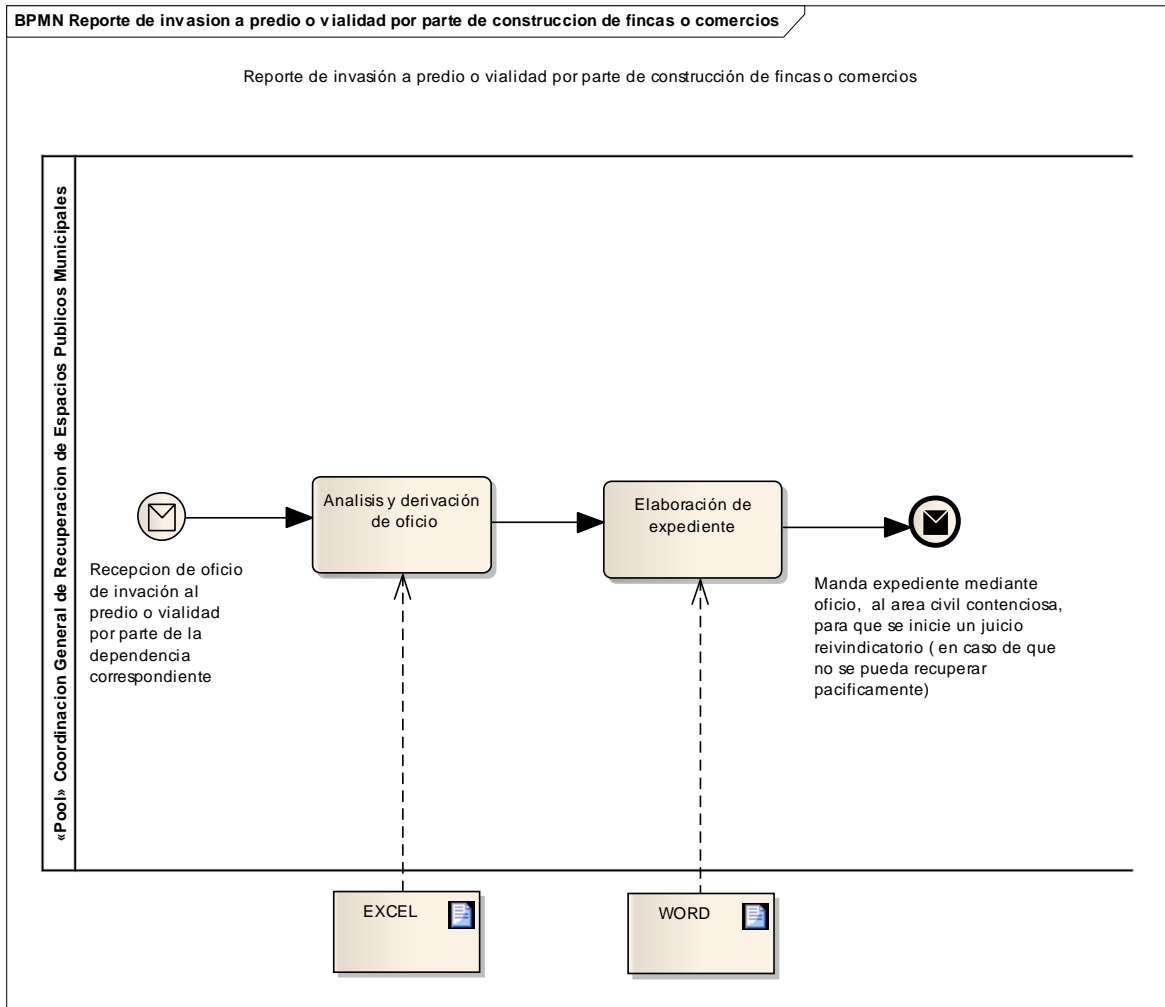 BPMN Reporte de invasion a predio o vialidad por parte de construccion de fincas o comercios
Reporte de invasión a predio o vialidad por parte de construcción de fincas o comercios
«Pool» Coordinacion General de Recuperacion de Espacios Publicos Municipales
Analisis y derivación
de oficio
Elaboración de
expediente
Recepcion de oficio
de invación al
predio o vialidad
por parte de la
dependencia
correspondiente
Manda expediente mediante
oficio, al area civil contenciosa,
para que se inicie un juicio
reivindicatorio ( en caso de que
no se pueda recuperar
pacificamente)
EXCEL
WORD